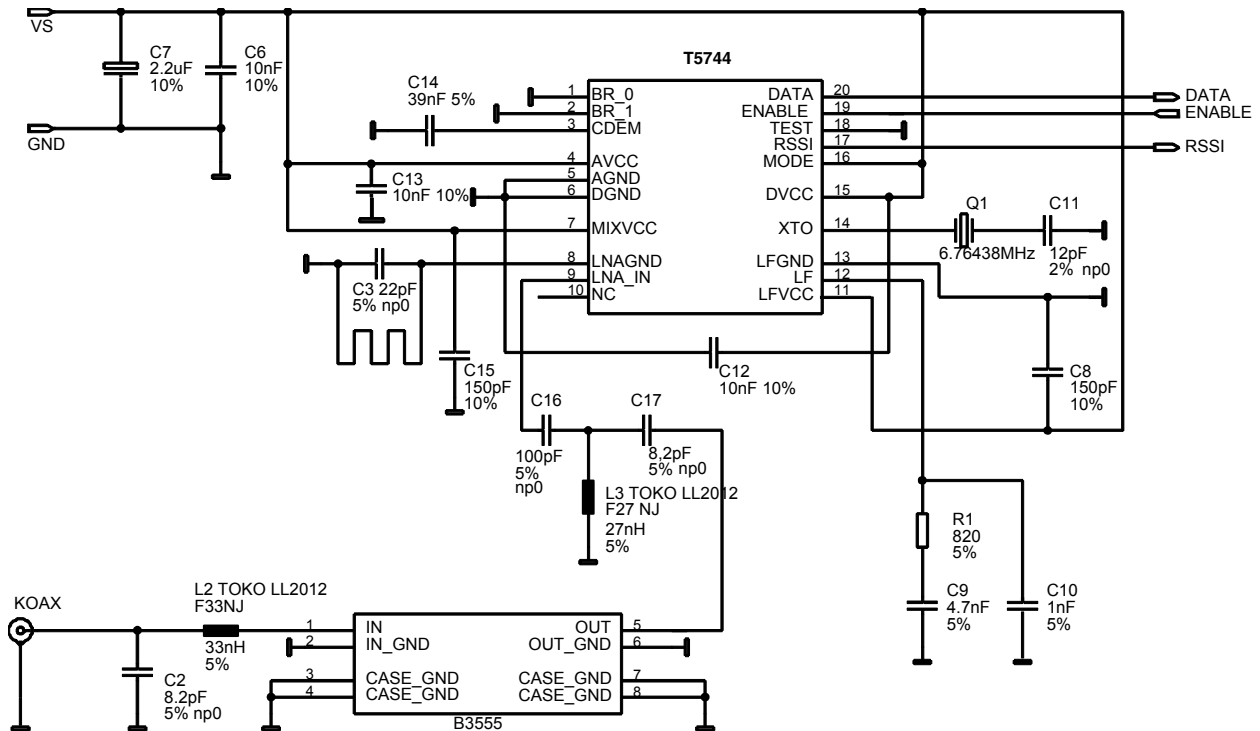 VS
GND
C7
2.2uF
10%
C6
10nF
10%
C14
39nF 5%
T5744
1 BR_0
2 BR_1
3 CDEM
4 AVCC
5 AGND
6 DGND
7 MIXVCC
8 LNAGND
9 LNA_IN
10 NC
DATA 20
ENABLE 19
TEST 18
RSSI 17
MODE 16
DVCC 15
XTO 14
LFGND 13
LF 12
LFVCC 11
DATA
ENABLE
RSSI
C13
10nF 10%
Q1
6.76438MHz
C11
12pF
2% np0
C3 22pF
5% np0
C15
150pF
10%
C12
10nF 10%
C8
150pF
10%
C16
100pF
5%
np0
C17
8,2pF
5% np0
L3 TOKO LL2012
F27 NJ
27nH
5%
R1
820
5%
C9
4.7nF
5%
C10
1nF
5%
KOAX
L2 TOKO LL2012
F33NJ
33nH
5%
C2
8.2pF
5% np0
1 IN
2 IN_GND
3 CASE_GND
4 CASE_GND
OUT 5
OUT_GND 6
CASE_GND 7
CASE_GND 8
B3555